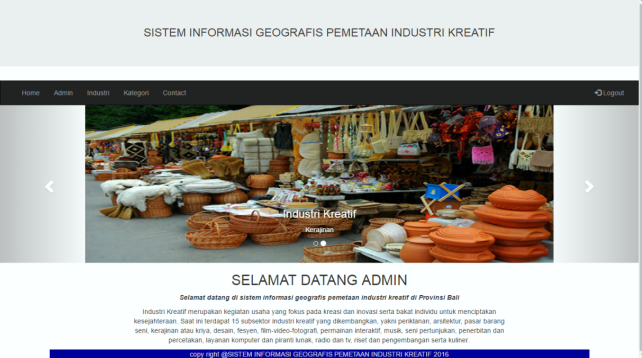 SISTEM INFORMASI GEOGRAFIS PEMETAAN INDUSTRI KREATIF
Home Admin Industri Kategori Contact Logout
Industri Kreatif
Kerajinan
SELAMAT DATANG ADMIN
Selamat datang di sistem informasi geografis pemetaan industri kreatif di Provinsi Bali
Industri Kreatif merupakan kegiatan usaha yang fokus pada kreasi dan inovasi serta bakat individu untuk menciptakan
kesejahteraan. Saat ini terdapat 15 subsektor industri kreatif yang dikembangkan, yakni periklanan, arsitektur, pasar barang
seni, kerajinan atau kriya, desain, fesyen, film-video-fotografi, permainan interaktif, musik, seni pertunjukan, penerbitan dan
percetakan, layanan komputer dan piranti lunak, radio dan tv, riset dan pengembangan serta kuliner.
copy right @SISTEM INFORMASI GEOGRAFIS PEMETAAN INDUSTRI KREATIF 2016